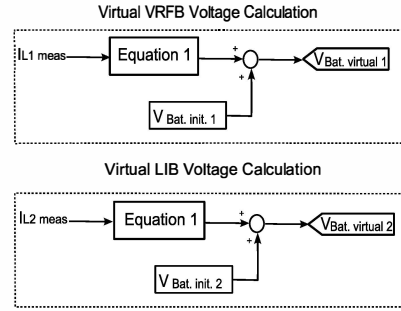 Virtual VRFB Voltage Calculation
IL1 meas
Equation 1
+
+
VBat. virtual 1
V Bat. init. 1
Virtual LIB Voltage Calculation
IL2 meas
Equation 1
+
+
VBat. virtual 2
V Bat. init. 2